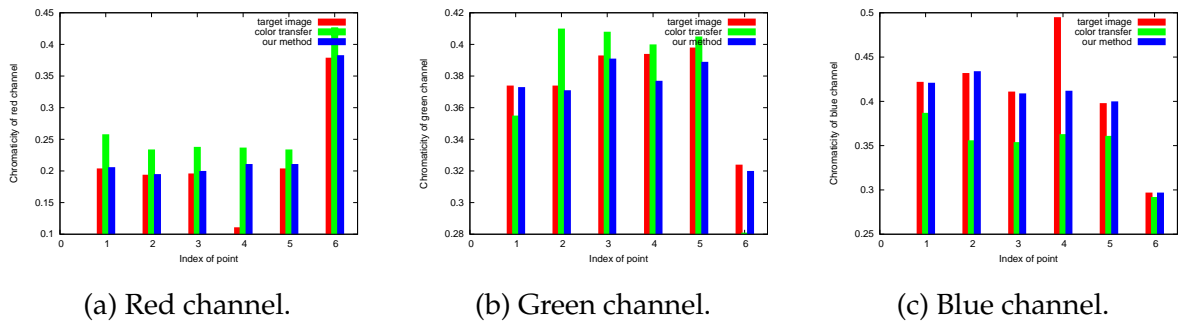 Chromaticity of red channel
0.45
0.4
0.35
0.3
0.25
0.2
0.15
0.1
0 1 2 3 4 5 6
Index of point
target image
color transfer
our method
(a) Red channel.
Chromaticity of green channel
0.42
0.4
0.38
0.36
0.34
0.32
0.3
0.28
0 1 2 3 4 5 6
Index of point
target image
color transfer
our method
(b) Green channel.
Chromaticity of blue channel
0.5
0.45
0.4
0.35
0.3
0.25
0 1 2 3 4 5 6
Index of point
target image
color transfer
our method
(c) Blue channel.